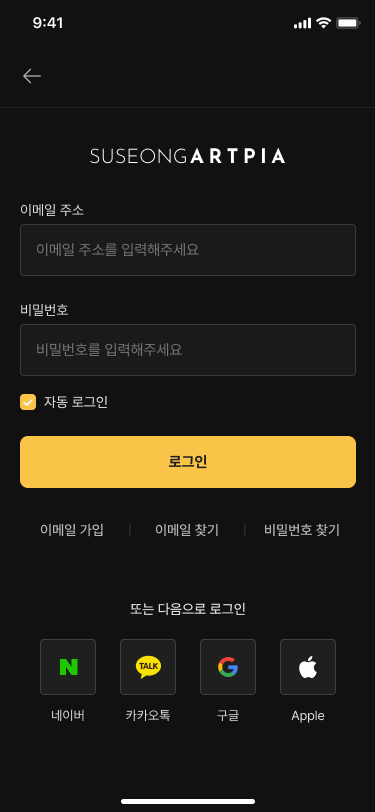 9:41
SUSEONGARTPIA
이메일 주소
이메일 주소를 입력해주세요
비밀번호
비밀번호를 입력해주세요
자동 로그인
로그인
이메일 가입 | 이메일 찾기 | 비밀번호 찾기
또는 다음으로 로그인
N TALK G
네이버 카카오톡 구글 Apple